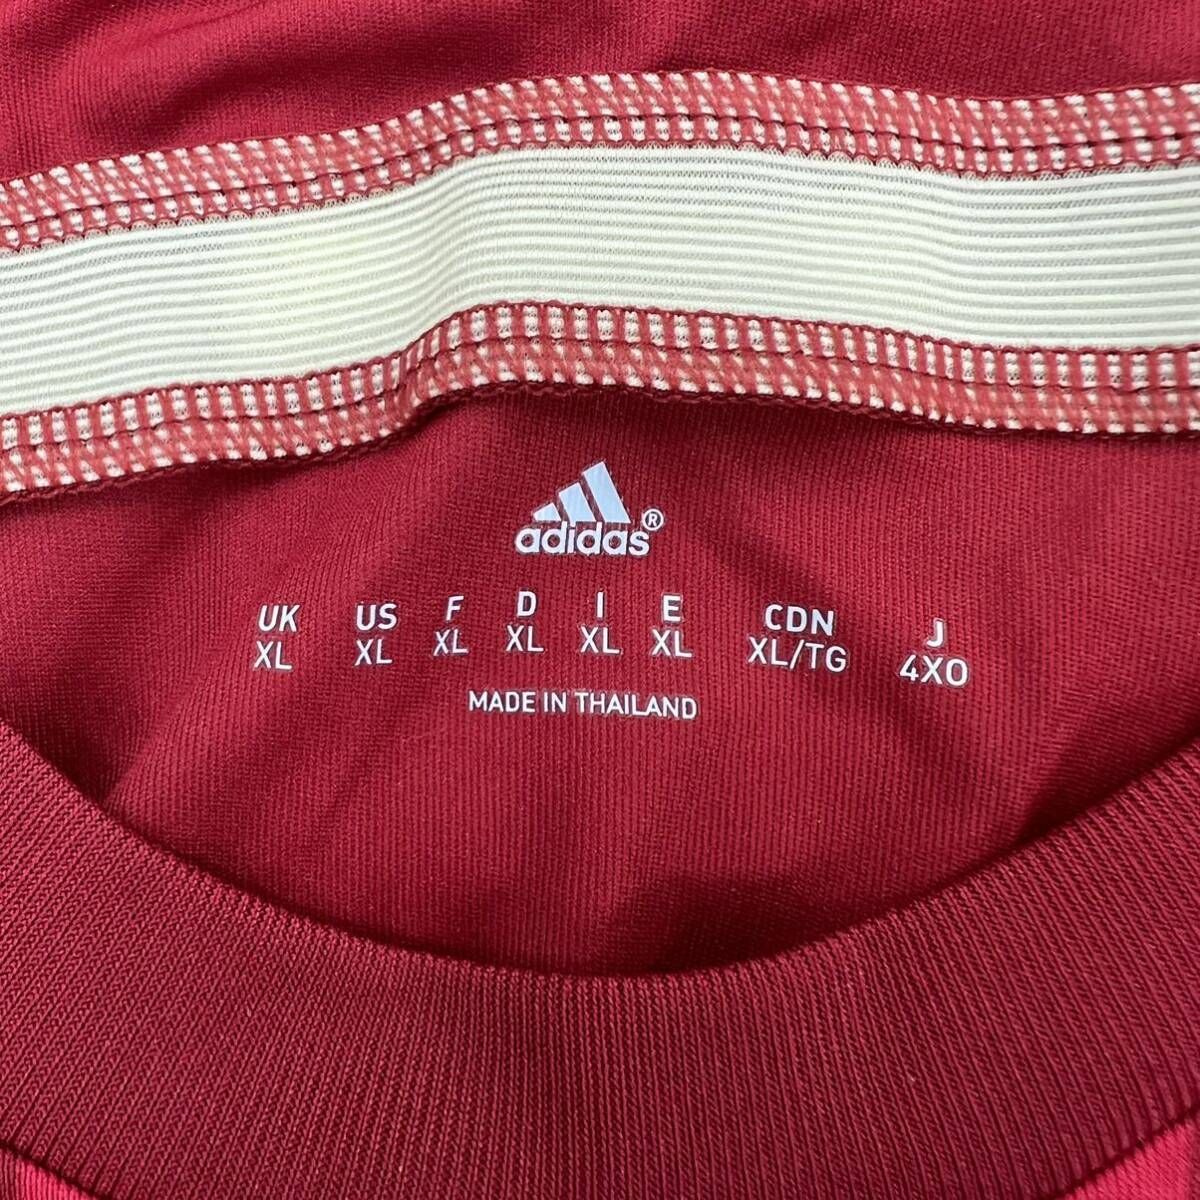 adidas®
UK US F D I E CDN J
XL XL XL XL XL XL XL/TG 4XO
MADE IN THAILAND